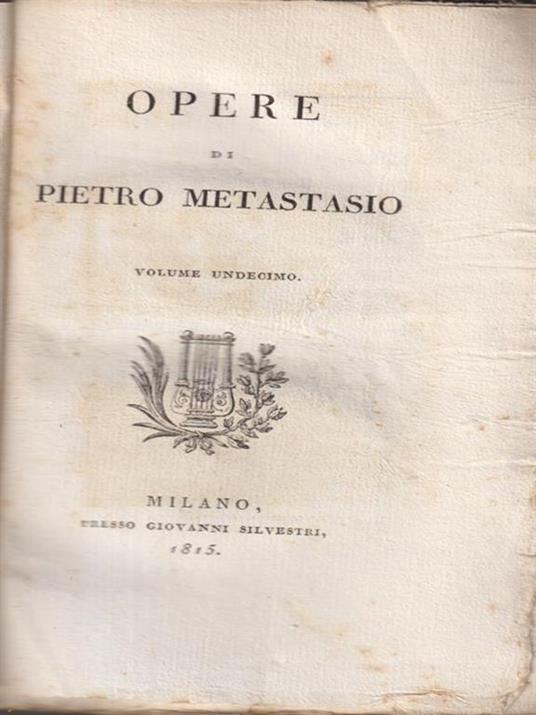 OPERE
DI
PIETRO METASTASIO
VOLUME UNDECIMO.
MILANO,
PRESSO GIOVANNI SILVESTRI,
1815.